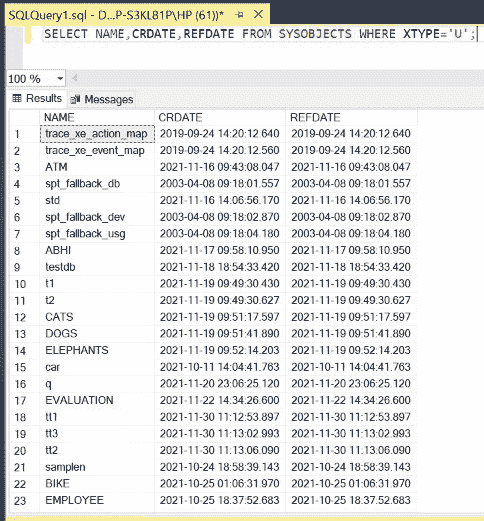 SQLQuery1.sql - D...P-S3KL81P\HP (61))*
SELECT NAME,CRDATE,REFDATE FROM SYSOBJECTS WHERE XTYPE='U';
100 %
Results Messages
NAME CRDATE REFDATE
1 trace_xe_action_map 2019-09-24 14:20:12.640 2019-09-24 14:20:12.640
2 trace_xe_event_map 2019-09-24 14:20:12.560 2019-09-24 14:20:12.560
3 ATM 2021-11-16 09:43:08.047 2021-11-16 09:43:08.047
4 spt_fallback_db 2003-04-08 09:18:01.557 2003-04-08 09:18:01.557
5 std 2021-11-16 14:06:56.170 2021-11-16 14:06:56.170
6 spt_fallback_dev 2003-04-08 09:18:02.870 2003-04-08 09:18:02.870
7 spt_fallback_usg 2003-04-08 09:18:04.180 2003-04-08 09:18:04.180
8 ABHI 2021-11-17 09:58:10.950 2021-11-17 09:58:10.950
9 testdb 2021-11-18 18:54:33.420 2021-11-18 18:54:33.420
10 t1 2021-11-19 09:49:30.430 2021-11-19 09:49:30.430
11 t2 2021-11-19 09:49:30.627 2021-11-19 09:49:30.627
12 CATS 2021-11-19 09:51:17.597 2021-11-19 09:51:17.597
13 DOGS 2021-11-19 09:51:41.890 2021-11-19 09:51:41.890
14 ELEPHANTS 2021-11-19 09:52:14.203 2021-11-19 09:52:14.203
15 car 2021-10-11 14:04:41.763 2021-10-11 14:04:41.763
16 q 2021-11-20 23:06:25.120 2021-11-20 23:06:25.120
17 EVALUATION 2021-11-22 14:34:26.600 2021-11-22 14:34:26.600
18 tt1 2021-11-30 11:12:53.897 2021-11-30 11:12:53.897
19 tt3 2021-11-30 11:13:02.993 2021-11-30 11:13:02.993
20 tt2 2021-11-30 11:13:06.090 2021-11-30 11:13:06.090
21 samplen 2021-10-24 18:58:39.143 2021-10-24 18:58:39.143
22 BIKE 2021-10-25 01:06:31.970 2021-10-25 01:06:31.970
23 EMPLOYEE 2021-10-25 18:37:52.683 2021-10-25 18:37:52.683